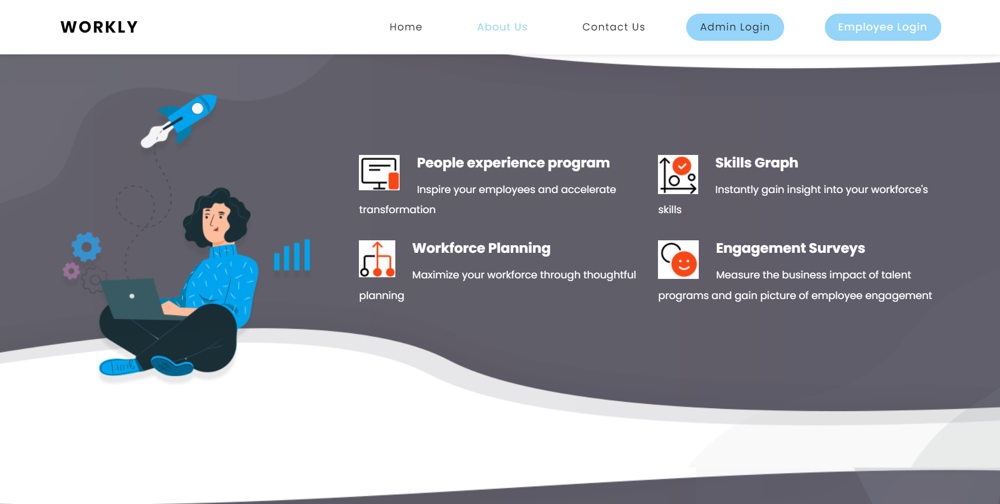 WORKLY
Home
About Us
Contact Us
Admin Login
Employee Login
People experience program
Inspire your employees and accelerate
transformation
Skills Graph
Instantly gain insight into your workforce's
skills
Workforce Planning
Maximize your workforce through thoughtful
planning
Engagement Surveys
Measure the business impact of talent
programs and gain picture of employee engagement